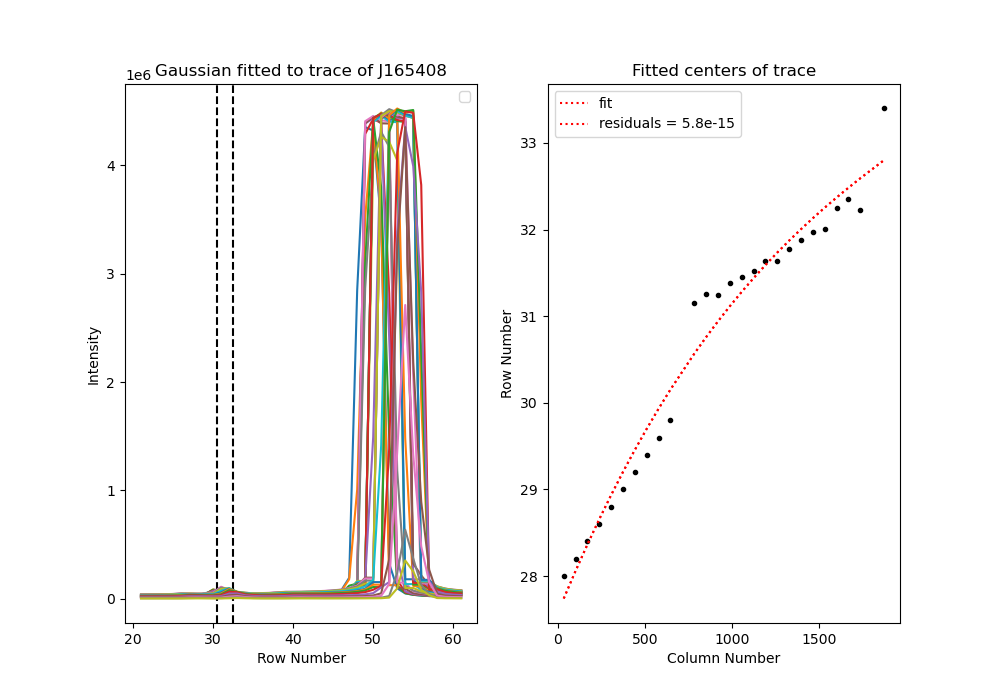 Gaussian fitted to trace of J165408
1e6
4
3
2
1
0
Intensity
20
30
40
50
60
Row Number
Fitted centers of trace
fit
residuals = 5.8e-15
33
32
31
30
29
28
Row Number
0
500
1000
1500
Column Number